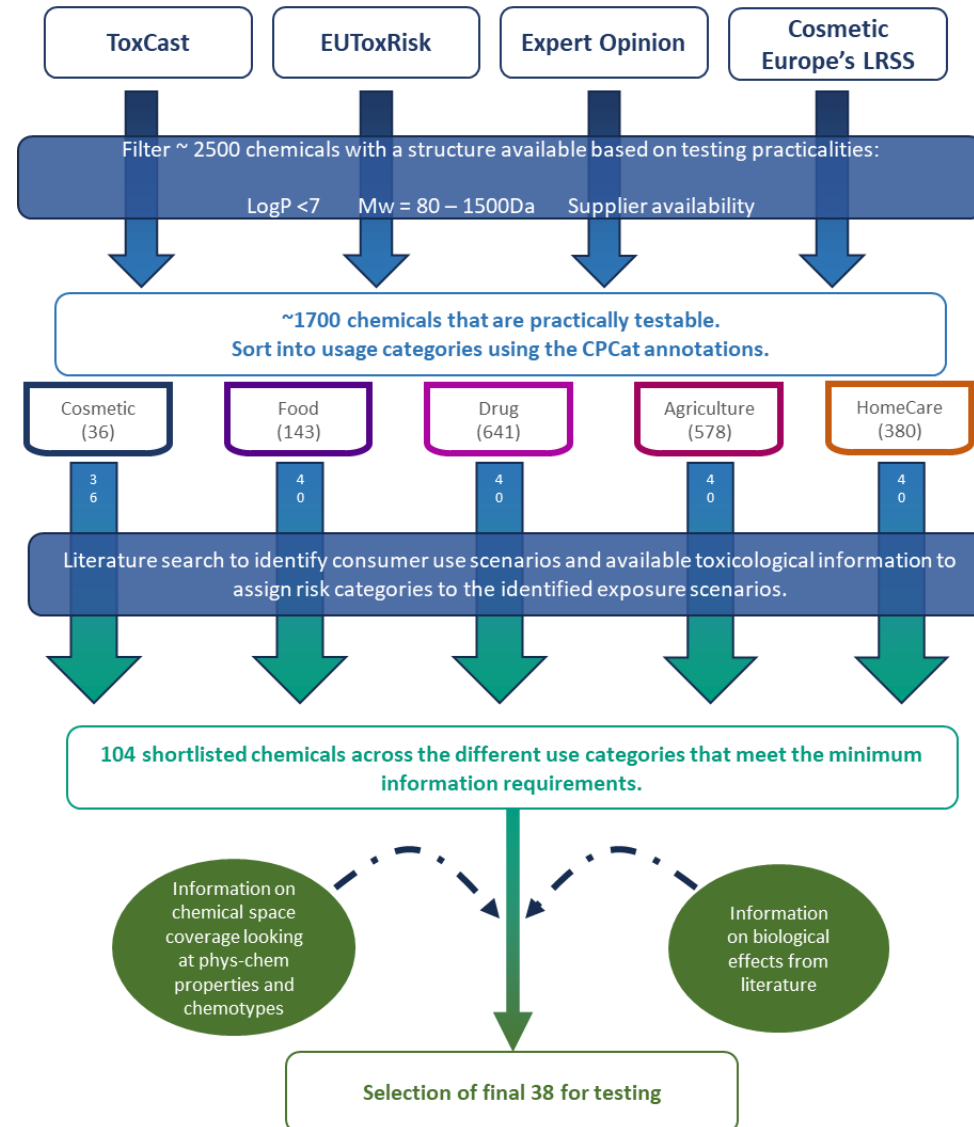 ToxCast
EUToxRisk
Expert Opinion
Cosmetic
Europe's LRSS
Filter ~ 2500 chemicals with a structure available based on testing practicalities:
LogP <7 Mw = 80 – 1500Da Supplier availability
~1700 chemicals that are practically testable.
Sort into usage categories using the CPCat annotations.
Cosmetic
(36)
Food
(143)
Drug
(641)
Agriculture
(578)
HomeCare
(380)
3
6
4
0
4
0
4
0
4
0
Literature search to identify consumer use scenarios and available toxicological information to
assign risk categories to the identified exposure scenarios.
104 shortlisted chemicals across the different use categories that meet the minimum
information requirements.
Information on
chemical space
coverage looking
at phys-chem
properties and
chemotypes
Information
on biological
effects from
literature
Selection of final 38 for testing